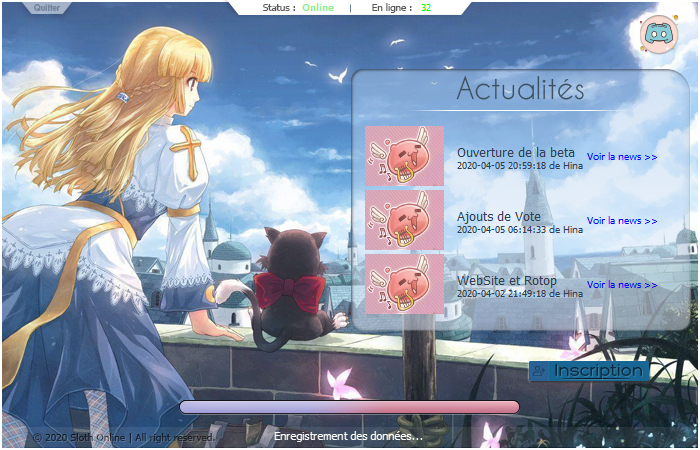 Quitter
Status : Online | En ligne : 32
Actualités
Ouverture de la beta
Voir la news >>
2020-04-05 20:59:18 de Hina
Ajouts de Vote
Voir la news >>
2020-04-05 06:14:33 de Hina
WebSite et Rotop
Voir la news >>
2020-04-02 21:49:18 de Hina
Inscription
© 2020 Sloth Online | All right reserved.
Enregistrement des données...